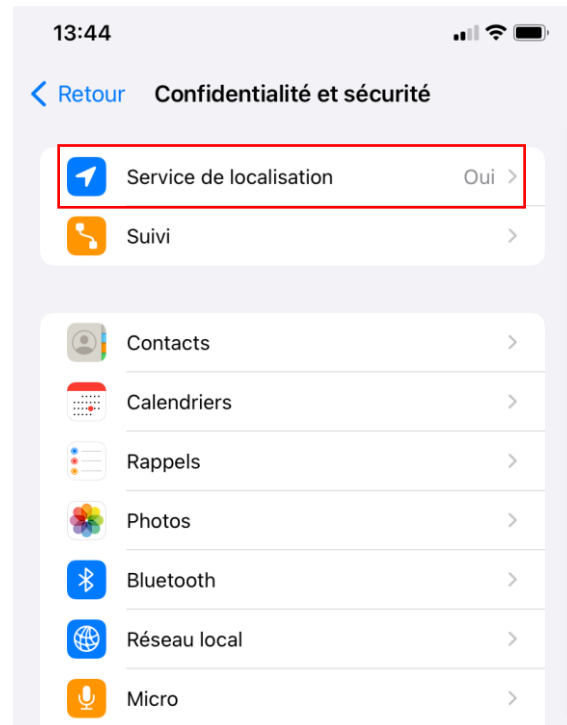 13:44
Retour Confidentialité et sécurité
Service de localisation Oui
Suivi
Contacts
Calendriers
Rappels
Photos
Bluetooth
Réseau local
Micro